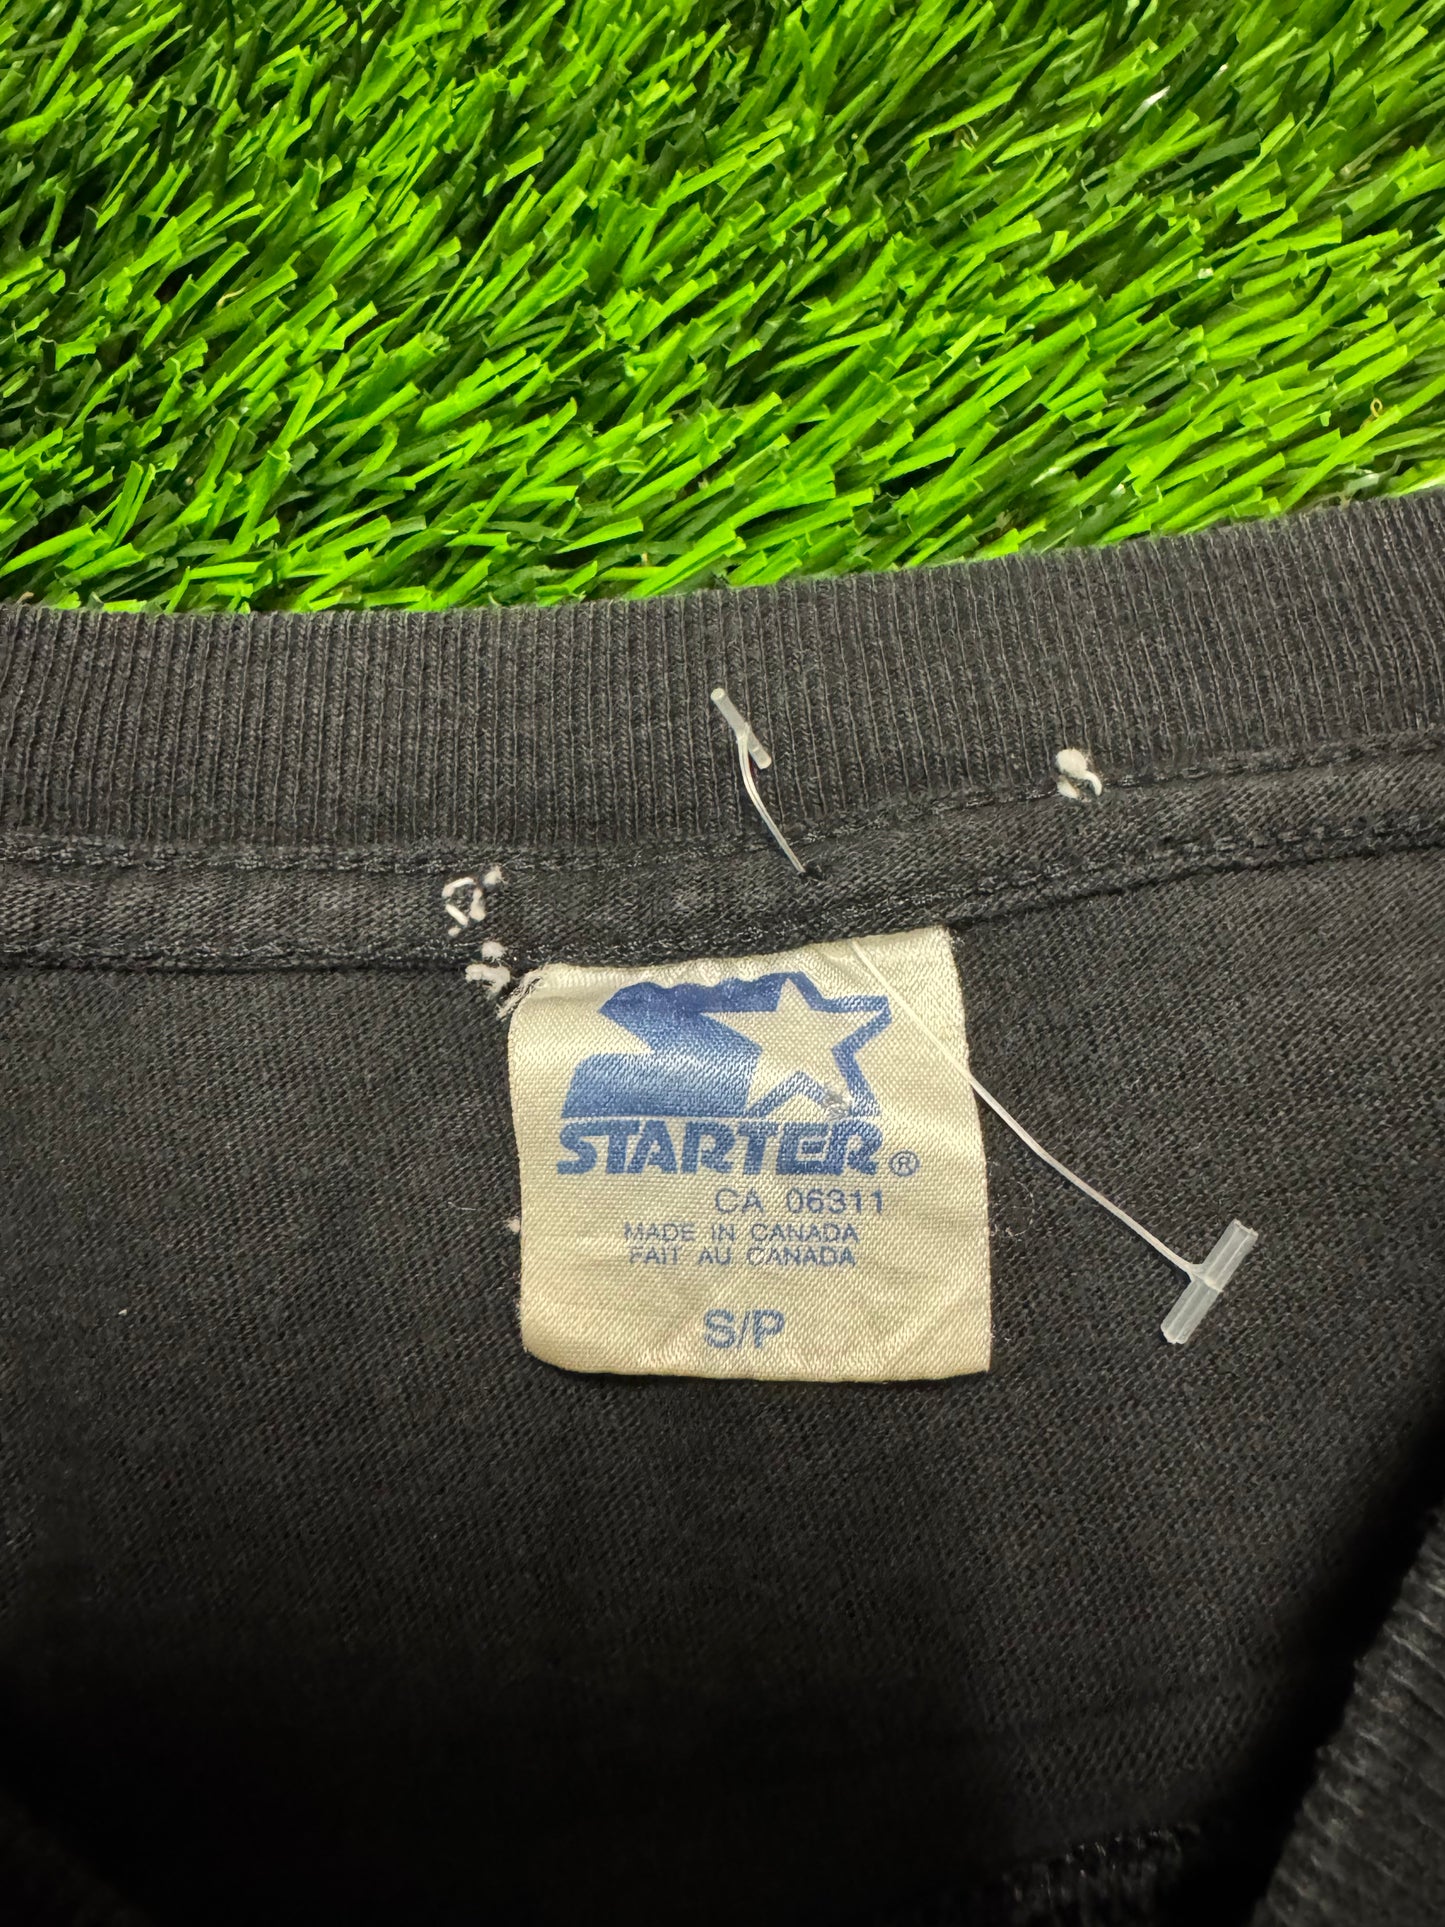 STARTER®
CA 06311
MADE IN CANADA
FAIT AU CANADA
S/P